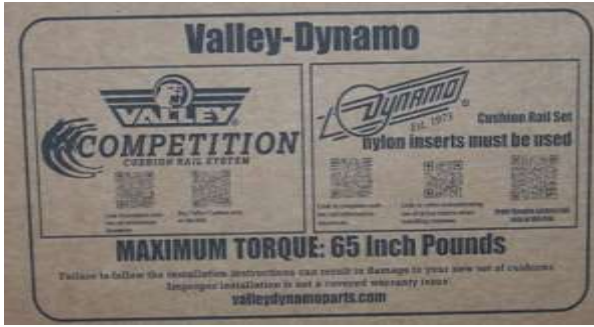 Valley-Dynamo
VALLEY
COMPETITION
CUSHION RAIL SYSTEM
DYNAMO
Est. 1973
Cushion Rail Set
nylon inserts must be used
MAXIMUM TORQUE: 65 Inch Pounds
Failure to follow the installation instructions can result in damage to your new set of cushions
Improper installation is not a covered warranty issue
valleydynamoparts.com